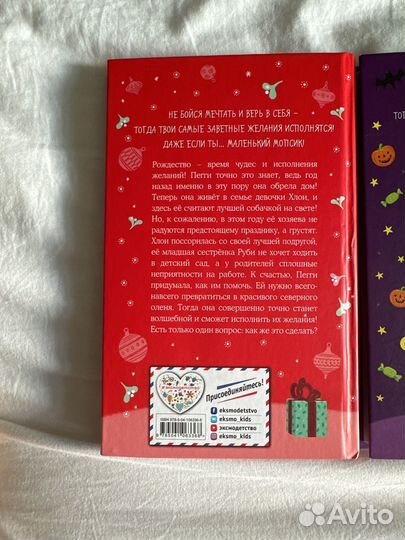 НЕ БОЙСЯ МЕЧТАТЬ И ВЕРЬ В СЕБЯ –
ТОГДА ТВОИ САМЫЕ ЗАВЕТНЫЕ ЖЕЛАНИЯ ИСПОЛНЯТСЯ!
ДАЖЕ ЕСЛИ ТЫ... МАЛЕНЬКИЙ МОПСИК!
Рождество – время чудес и исполнения
желаний! Пегги точно это знает, ведь год
назад именно в эту пору она обрела дом!
Теперь она живёт в семье девочки Хлои, и
здесь её считают лучшей собачкой на свете!
Но, к сожалению, в этом году её хозяева не
радуются предстоящему празднику, а грустят.
Хлоя поссорилась со своей лучшей подругой,
её младшая сестрёнка Руби не хочет ходить
в детский сад, а у родителей сплошные
неприятности на работе. К счастью, Пегги
придумала, как им помочь. Ей нужно всего-
навсего превратиться в красивого северного
оленя. Тогда она совершенно точно станет
волшебной и сможет исполнить их желания!
Есть только один вопрос: как же это сделать?
Присоединяйтесь!
eksmodetstvo
eksmo_kids
эксмодетство
eksmo_kids
ТОГ
Avito